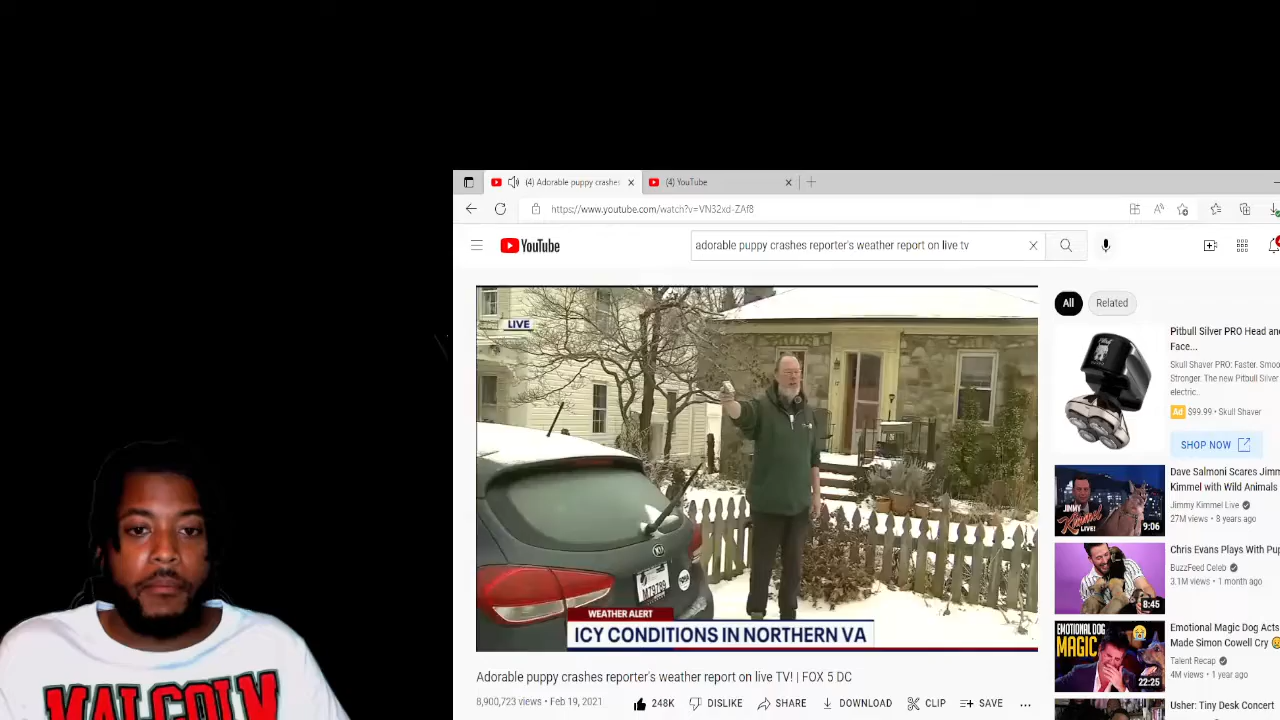 (4) Adorable puppy crashes
(4) YouTube
https://www.youtube.com/watch?v=VN32xd-ZAf8
YouTube
adorable puppy crashes reporter's weather report on live tv
LIVE
WEATHER ALERT
ICY CONDITIONS IN NORTHERN VA
Adorable puppy crashes reporter's weather report on live TV! | FOX 5 DC
8,900,723 views • Feb 19, 2021
248K
DISLIKE
SHARE
DOWNLOAD
CLIP
SAVE
All
Related
Pitbull Silver PRO Head and
Face...
Skull Shaver PRO: Faster. Smoo
Stronger. The new Pitbull Silver
electric..
Ad $99.99 • Skull Shaver
SHOP NOW
JIMMY
KIMMEL
LIVE!
9:06
Dave Salmoni Scares Jimm
Kimmel with Wild Animals
Jimmy Kimmel Live
27M views • 8 years ago
8:45
Chris Evans Plays With Pup
BuzzFeed Celeb
3.1M views • 1 month ago
EMOTIONAL DOG
MAGIC
22:25
Emotional Magic Dog Acts
Made Simon Cowell Cry
Talent Recap
4M views • 1 year ago
Usher: Tiny Desk Concert
MALCOLM